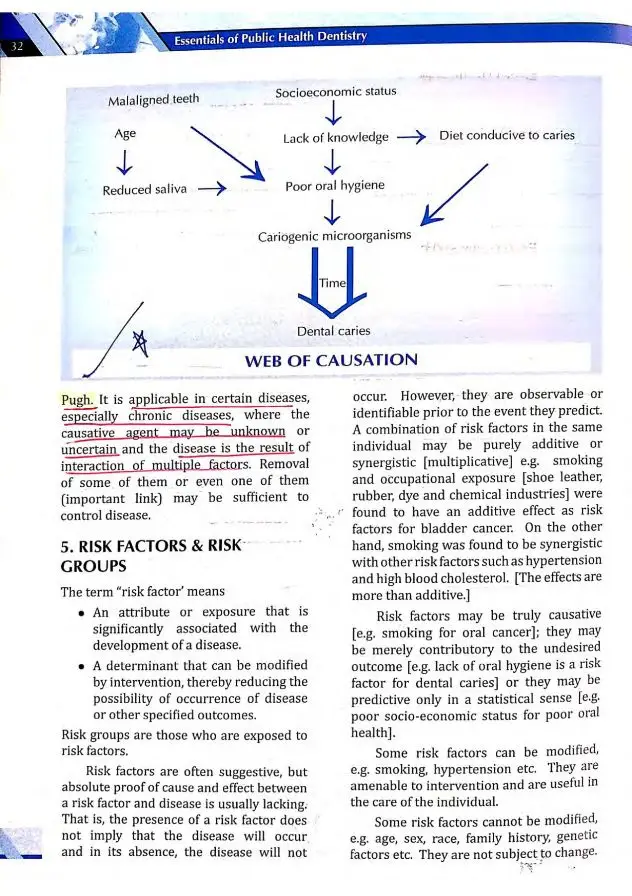 32
Essentials of Public Health Dentistry
Malaligned teeth
Socioeconomic status
Age
Lack of knowledge
Diet conducive to caries
Reduced saliva
Poor oral hygiene
Cariogenic microorganisms
Time
Dental caries
WEB OF CAUSATION
Pugh. It is applicable in certain diseases,
especially chronic diseases, where the
causative agent may be unknown or
uncertain and the disease is the result of
interaction of multiple factors. Removal
of some of them or even one of them
(important link) may be sufficient to
control disease.
5. RISK FACTORS & RISK
GROUPS
The term "risk factor' means
• An attribute or exposure that is
significantly associated with the
development of a disease.
• A determinant that can be modified
by intervention, thereby reducing the
possibility of occurrence of disease
or other specified outcomes.
Risk groups are those who are exposed to
risk factors.
Risk factors are often suggestive, but
absolute proof of cause and effect between
a risk factor and disease is usually lacking.
That is, the presence of a risk factor does
not imply that the disease will occur
and in its absence, the disease will not
occur. However, they are observable or
identifiable prior to the event they predict.
A combination of risk factors in the same
individual may be purely additive or
synergistic [multiplicative] e.g. smoking
and occupational exposure [shoe leather,
rubber, dye and chemical industries] were
found to have an additive effect as risk
factors for bladder cancer. On the other
hand, smoking was found to be synergistic
with other risk factors such as hypertension
and high blood cholesterol. [The effects are
more than additive.]
Risk factors may be truly causative
[e.g. smoking for oral cancer]; they may
be merely contributory to the undesired
outcome [e.g. lack of oral hygiene is a risk
factor for dental caries] or they may be
predictive only in a statistical sense [e.g.
poor socio-economic status for poor oral
health].
Some risk factors can be modified,
e.g. smoking, hypertension etc. They are
amenable to intervention and are useful in
the care of the individual.
Some risk factors cannot be modified,
e.g. age, sex, race, family history, genetic
factors etc. They are not subject to change.